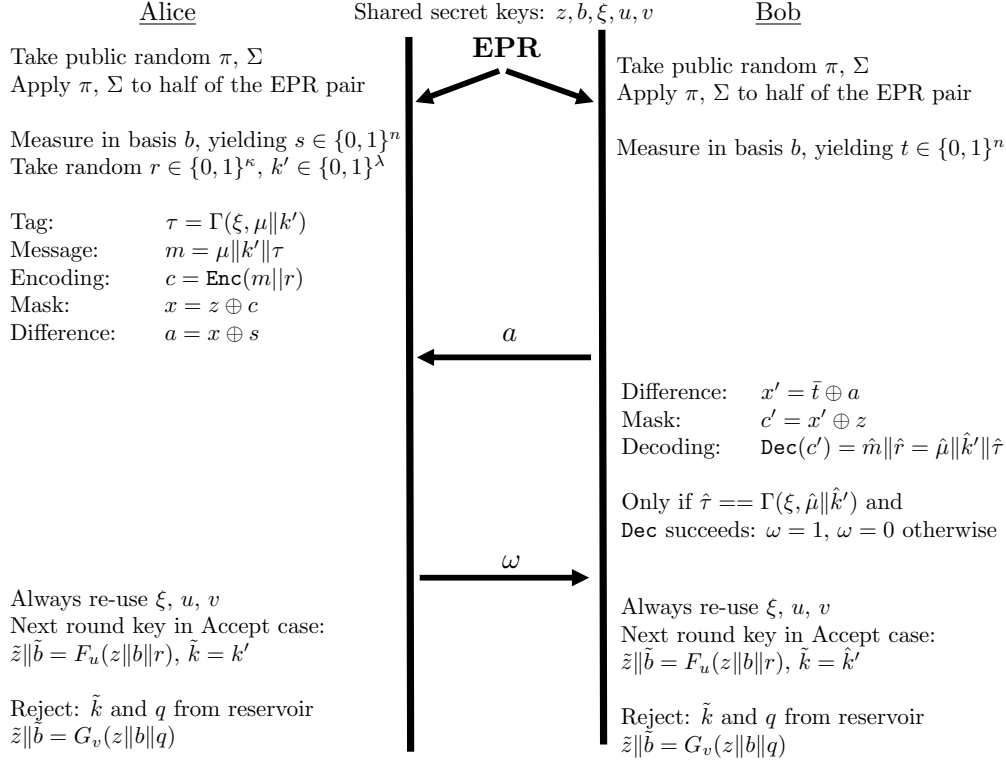 Alice
Shared secret keys: z, b, ξ, u, v
Bob
EPR
Take public random π, Σ
Apply π, Σ to half of the EPR pair
Measure in basis b, yielding s ∈ {0, 1}ⁿ
Take random r ∈ {0, 1}^κ, k′ ∈ {0, 1}^λ
Tag: τ = Γ(ξ, μ‖k′)
Message: m = μ‖k′‖τ
Encoding: c = Enc(m||r)
Mask: x = z ⊕ c
Difference: a = x ⊕ s
Take public random π, Σ
Apply π, Σ to half of the EPR pair
Measure in basis b, yielding t ∈ {0, 1}ⁿ
a
Difference: x′ = t̄ ⊕ a
Mask: c′ = x′ ⊕ z
Decoding: Dec(c′) = m̂‖r̂ = μ̂‖k̂′‖τ̂
Only if τ̂ == Γ(ξ, μ̂‖k̂′) and
Dec succeeds: ω = 1, ω = 0 otherwise
ω
Always re-use ξ, u, v
Next round key in Accept case:
z̃‖b̃ = F_u(z‖b‖r), k̃ = k′
Reject: k̃ and q from reservoir
z̃‖b̃ = G_v(z‖b‖q)
Always re-use ξ, u, v
Next round key in Accept case:
z̃‖b̃ = F_u(z‖b‖r), k̃ = k̂′
Reject: k̃ and q from reservoir
z̃‖b̃ = G_v(z‖b‖q)